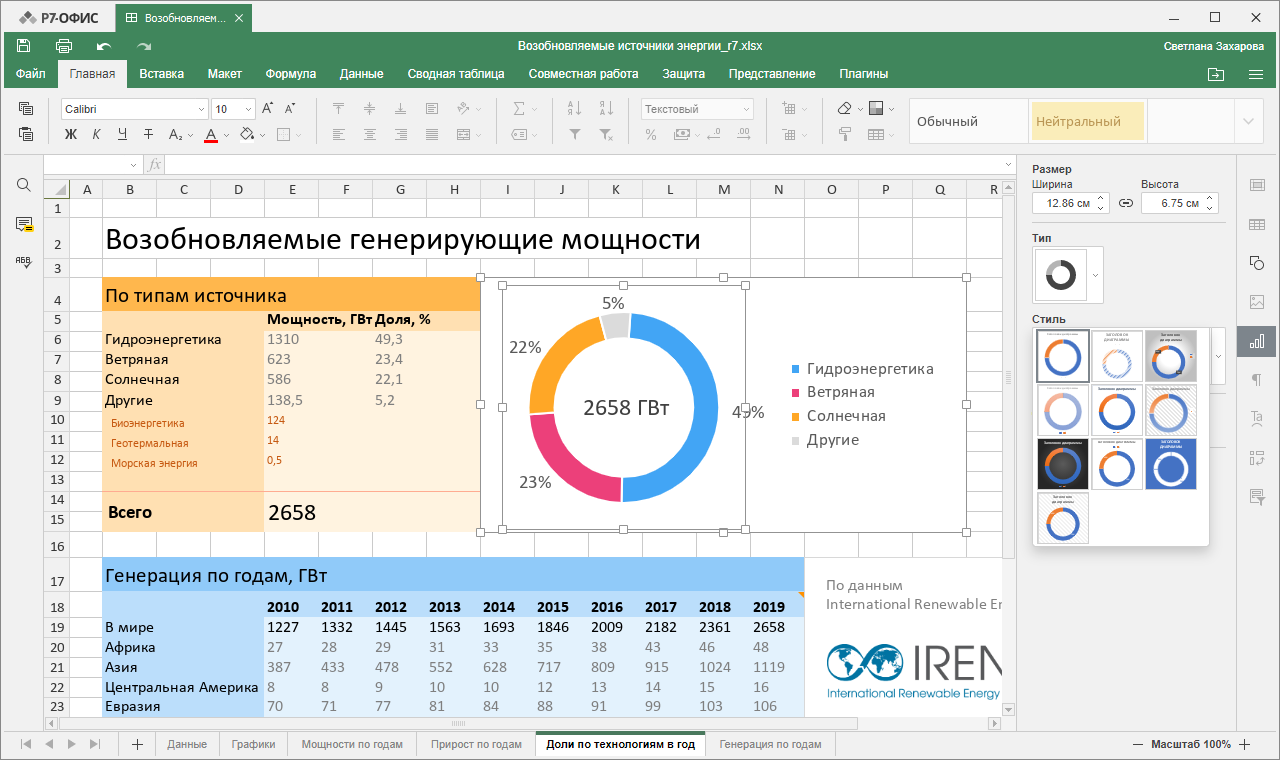 Р7-ОФИС Возобновляем...
Возобновляемые источники энергии_r7.xlsx Светлана Захарова
Файл Главная Вставка Макет Формула Данные Сводная таблица Совместная работа Защита Представление Плагины
Calibri 10 Текстовый
Обычный Нейтральный
Ж К Ч Т
fx
A B C D E F G H I J K L M N O P Q R
1
2 Возобновляемые генерирующие мощности
3
4 По типам источника
5 Мощность, ГВт Доля, %
6 Гидроэнергетика 1310 49,3
7 Ветряная 623 23,4
8 Солнечная 586 22,1
9 Другие 138,5 5,2
10 Биоэнергетика 124
11 Геотермальная 14
12 Морская энергия 0,5
13
14
15 Всего 2658
16
5%
22%
2658 ГВт
49%
23%
Гидроэнергетика
Ветряная
Солнечная
Другие
17 Генерация по годам, ГВт
18 2010 2011 2012 2013 2014 2015 2016 2017 2018 2019
19 В мире 1227 1332 1445 1563 1693 1846 2009 2182 2361 2658
20 Африка 27 28 29 31 33 35 38 43 46 48
21 Азия 387 433 478 552 628 717 809 915 1024 1119
22 Центральная Америка 8 8 9 10 10 12 13 14 15 16
23 Евразия 70 71 77 81 84 88 91 99 103 106
По данным
International Renewable Er
IREN
International Renewable Energy
Размер
Ширина Высота
12.86 см 6.75 см
Тип
Стиль
Данные Графики Мощности по годам Прирост по годам Доли по технологиям в год Генерация по годам
Масштаб 100%